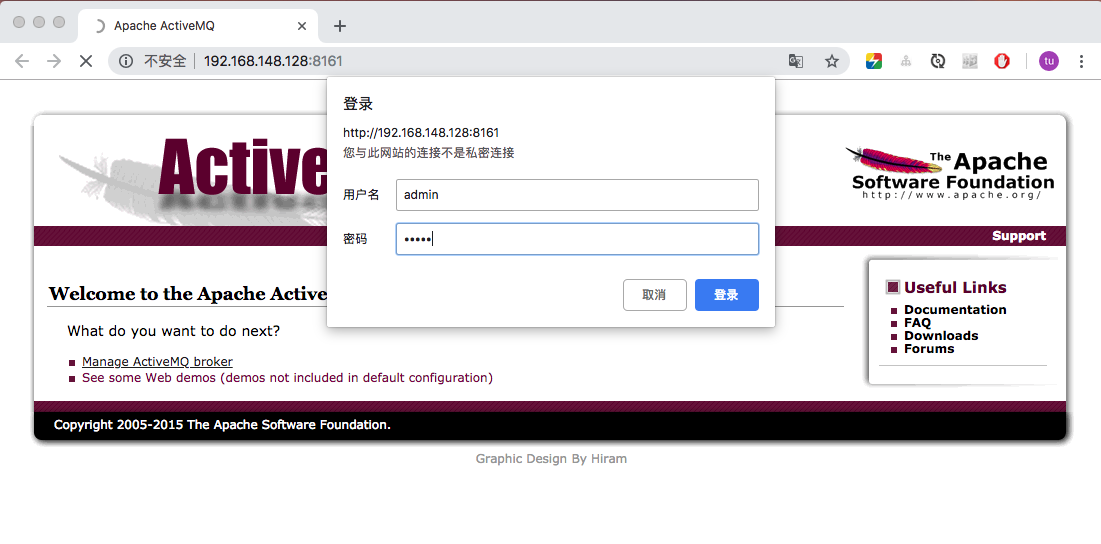 Apache ActiveMQ
不安全 192.168.148.128:8161
tu
登录
http://192.168.148.128:8161
您与此网站的连接不是私密连接
用户名 admin
密码 •••••
取消 登录
Active
The Apache
Software Foundation
http://www.apache.org/
Support
Welcome to the Apache Active
What do you want to do next?
Manage ActiveMQ broker
See some Web demos (demos not included in default configuration)
Useful Links
Documentation
FAQ
Downloads
Forums
Copyright 2005-2015 The Apache Software Foundation.
Graphic Design By Hiram